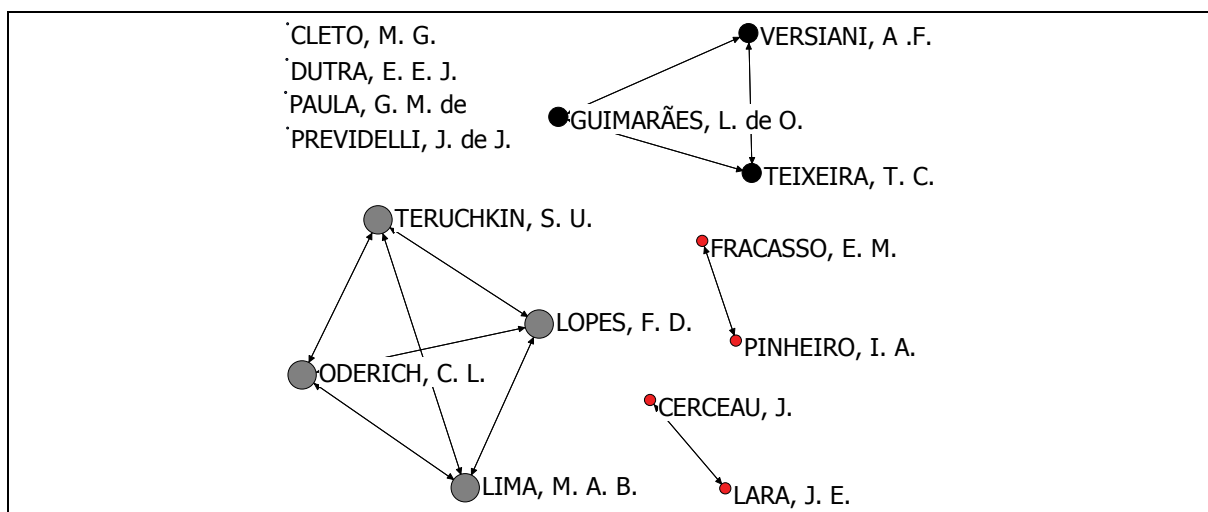 CLETO, M. G.
DUTRA, E. E. J.
PAULA, G. M. de
PREVIDELLI, J. de J.
VERSIANI, A .F.
GUIMARÃES, L. de O.
TEIXEIRA, T. C.
TERUCHKIN, S. U.
LOPES, F. D.
ODERICH, C. L.
LIMA, M. A. B.
FRACASSO, E. M.
PINHEIRO, I. A.
CERCEAU, J.
LARA, J. E.